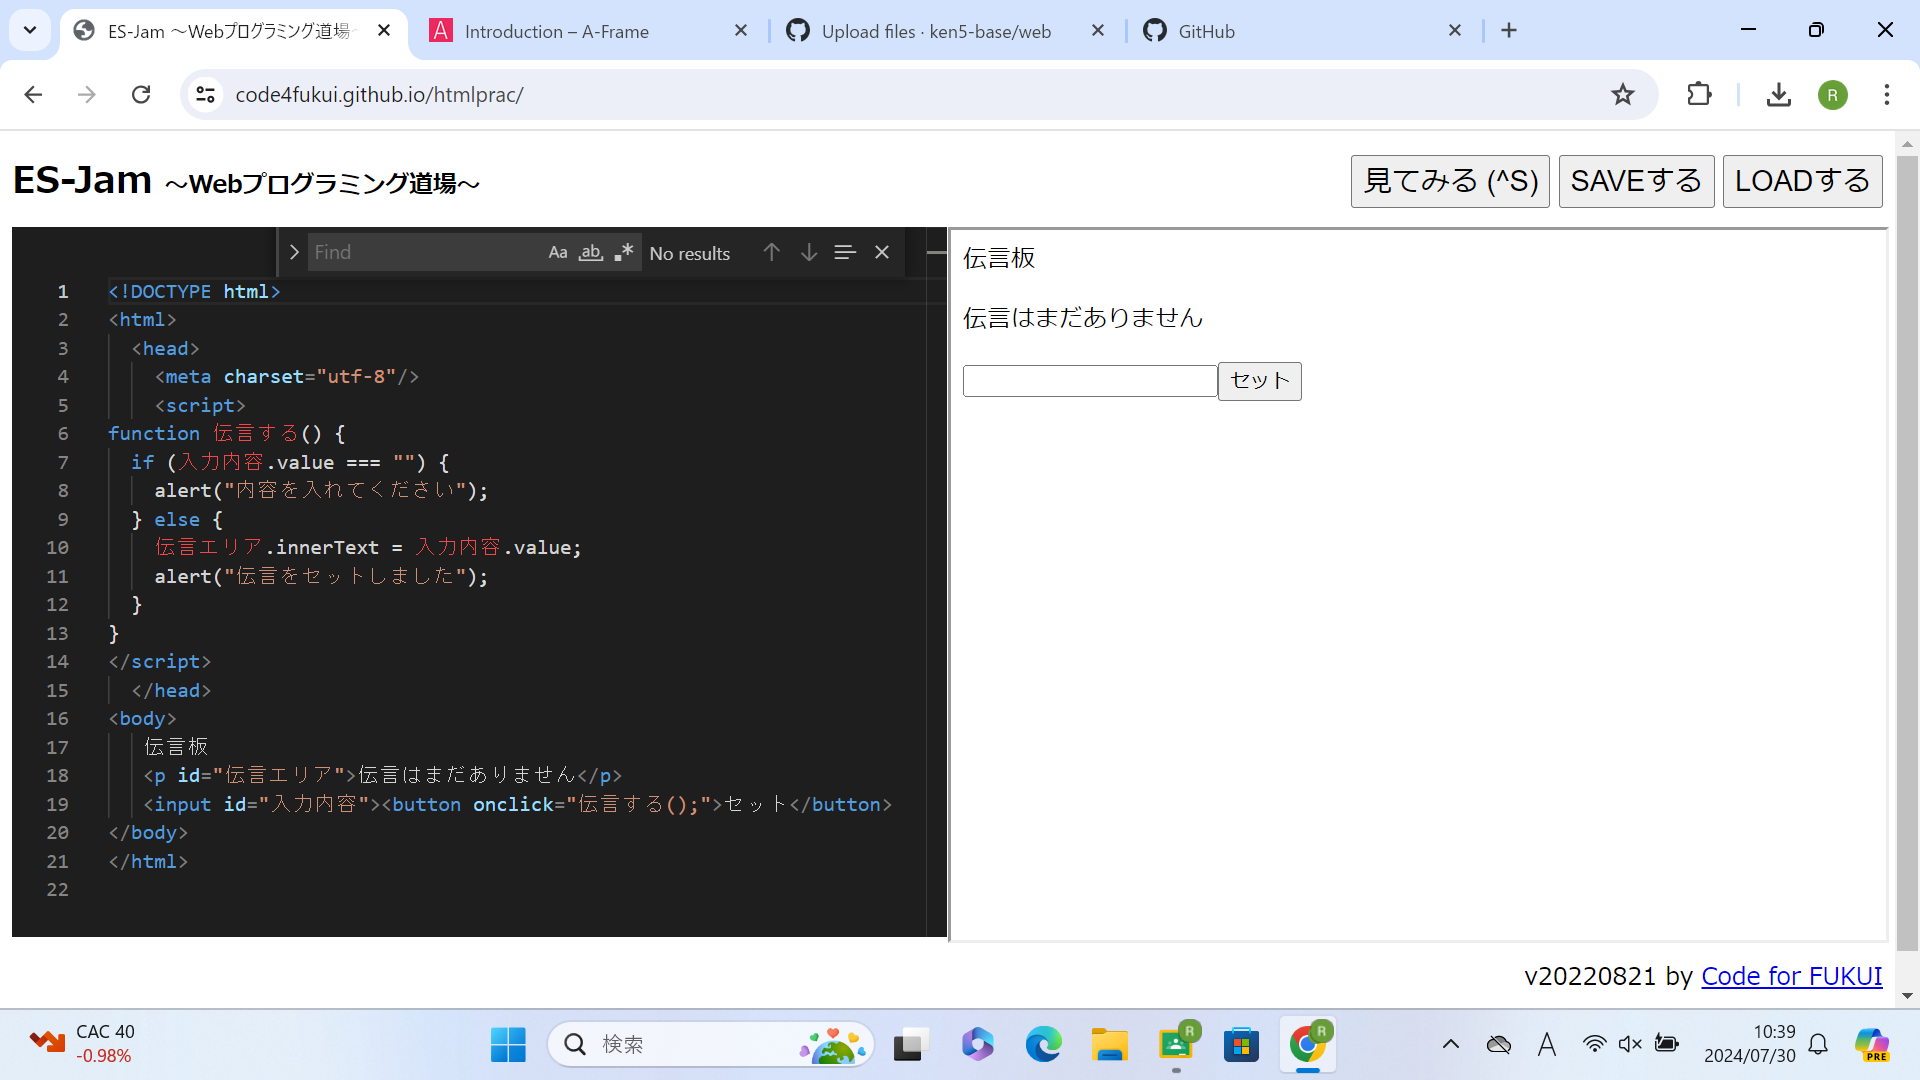 ES-Jam 〜Webプログラミング道場〜
Introduction – A-Frame
Upload files · ken5-base/web
GitHub
code4fukui.github.io/htmlprac/
R
ES-Jam 〜Webプログラミング道場〜
見てみる (^S)
SAVEする
LOADする
Find
Aa
ab
No results
1 <!DOCTYPE html>
2 <html>
3 <head>
4 <meta charset="utf-8"/>
5 <script>
6 function 伝言する() {
7 if (入力内容.value === "") {
8 alert("内容を入れてください");
9 } else {
10 伝言エリア.innerText = 入力内容.value;
11 alert("伝言をセットしました");
12 }
13 }
14 </script>
15 </head>
16 <body>
17 伝言板
18 <p id="伝言エリア">伝言はまだありません</p>
19 <input id="入力内容"><button onclick="伝言する();">セット</button>
20 </body>
21 </html>
22
伝言板
伝言はまだありません
セット
v20220821 by Code for FUKUI
CAC 40
-0.98%
検索
R
R
A
10:39
2024/07/30
PRE